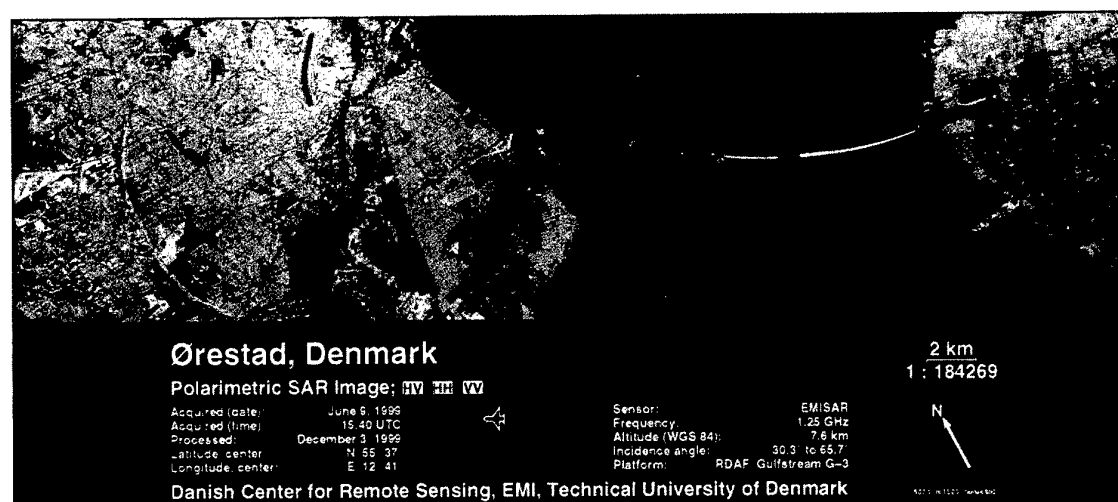 Ørestad, Denmark
Polarimetric SAR Image; HV HH VV
Acquired (date): June 9, 1999
Acquired (time) 15.40 UTC
Processed: December 3 1999
Latitude center N 55 37
Longitude, center: E 12 41
Sensor: EMISAR
Frequency: 1.25 GHz
Altitude (WGS 84): 7.6 km
Incidence angle: 30.3° to 65.7°
Platform: RDAF Gulfstream G-3
2 km
1 : 184269
N
Danish Center for Remote Sensing, EMI, Technical University of Denmark